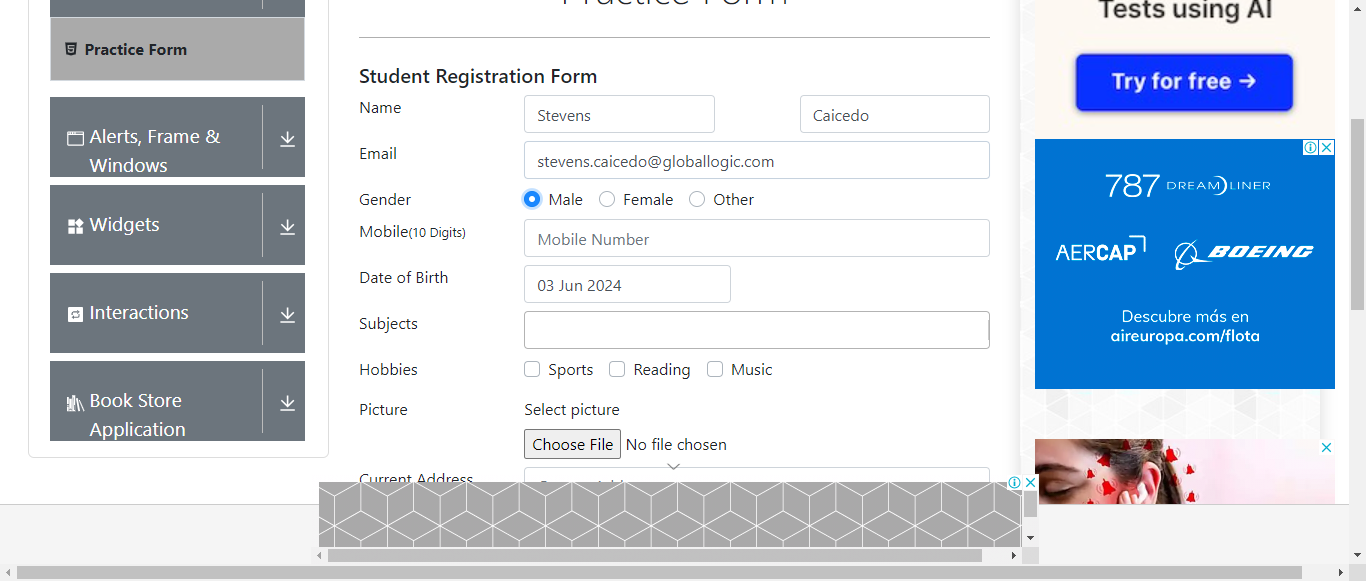 Practice Form
Tests using AI
Practice Form
Try for free →
Student Registration Form
Name
Stevens
Caicedo
Alerts, Frame &
Windows
Email
stevens.caicedo@globallogic.com
787 DREAMLINER
Gender
Male
Female
Other
Widgets
Mobile(10 Digits)
Mobile Number
AERCAP
BOEING
Date of Birth
03 Jun 2024
Interactions
Subjects
Descubre más en
aireuropa.com/flota
Hobbies
Sports
Reading
Music
Book Store
Application
Picture
Select picture
Choose File
No file chosen
Current Address